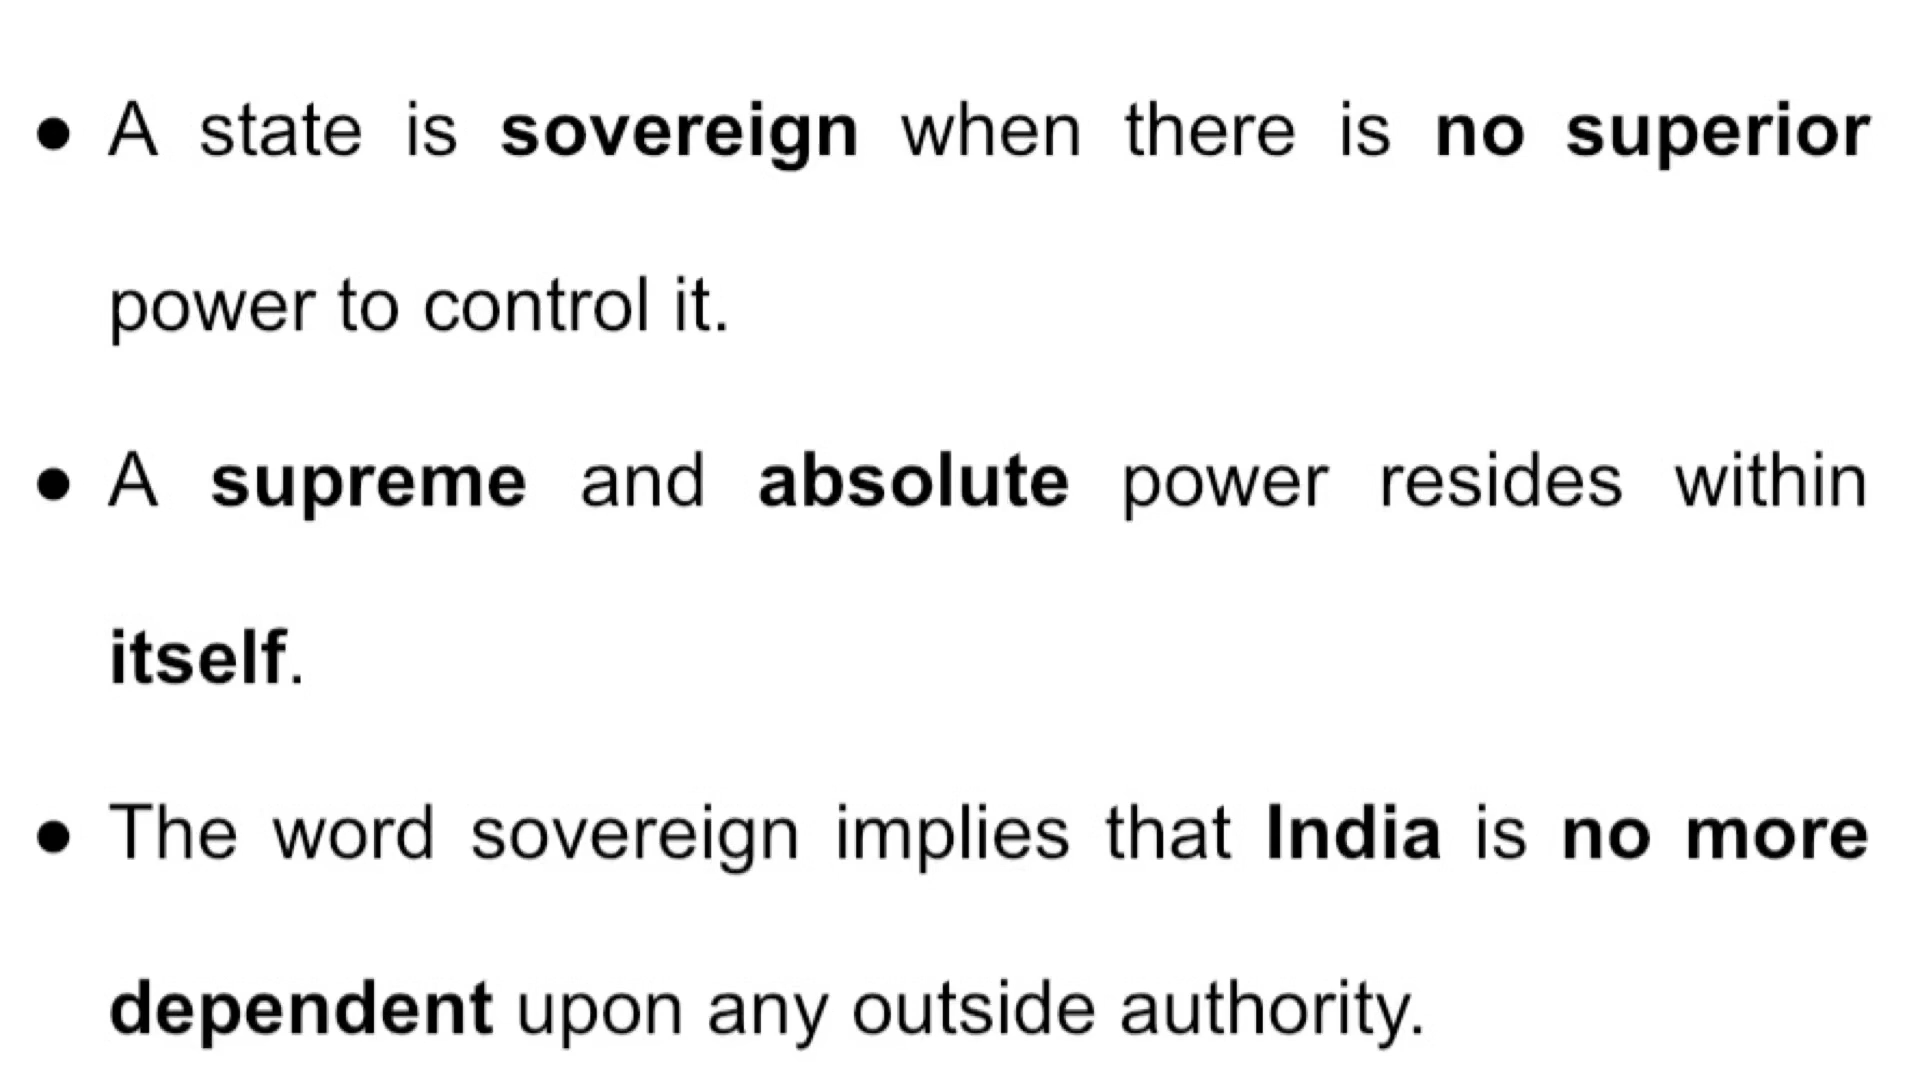 ● A state is sovereign when there is no superior
power to control it.
● A supreme and absolute power resides within
itself.
● The word sovereign implies that India is no more
dependent upon any outside authority.